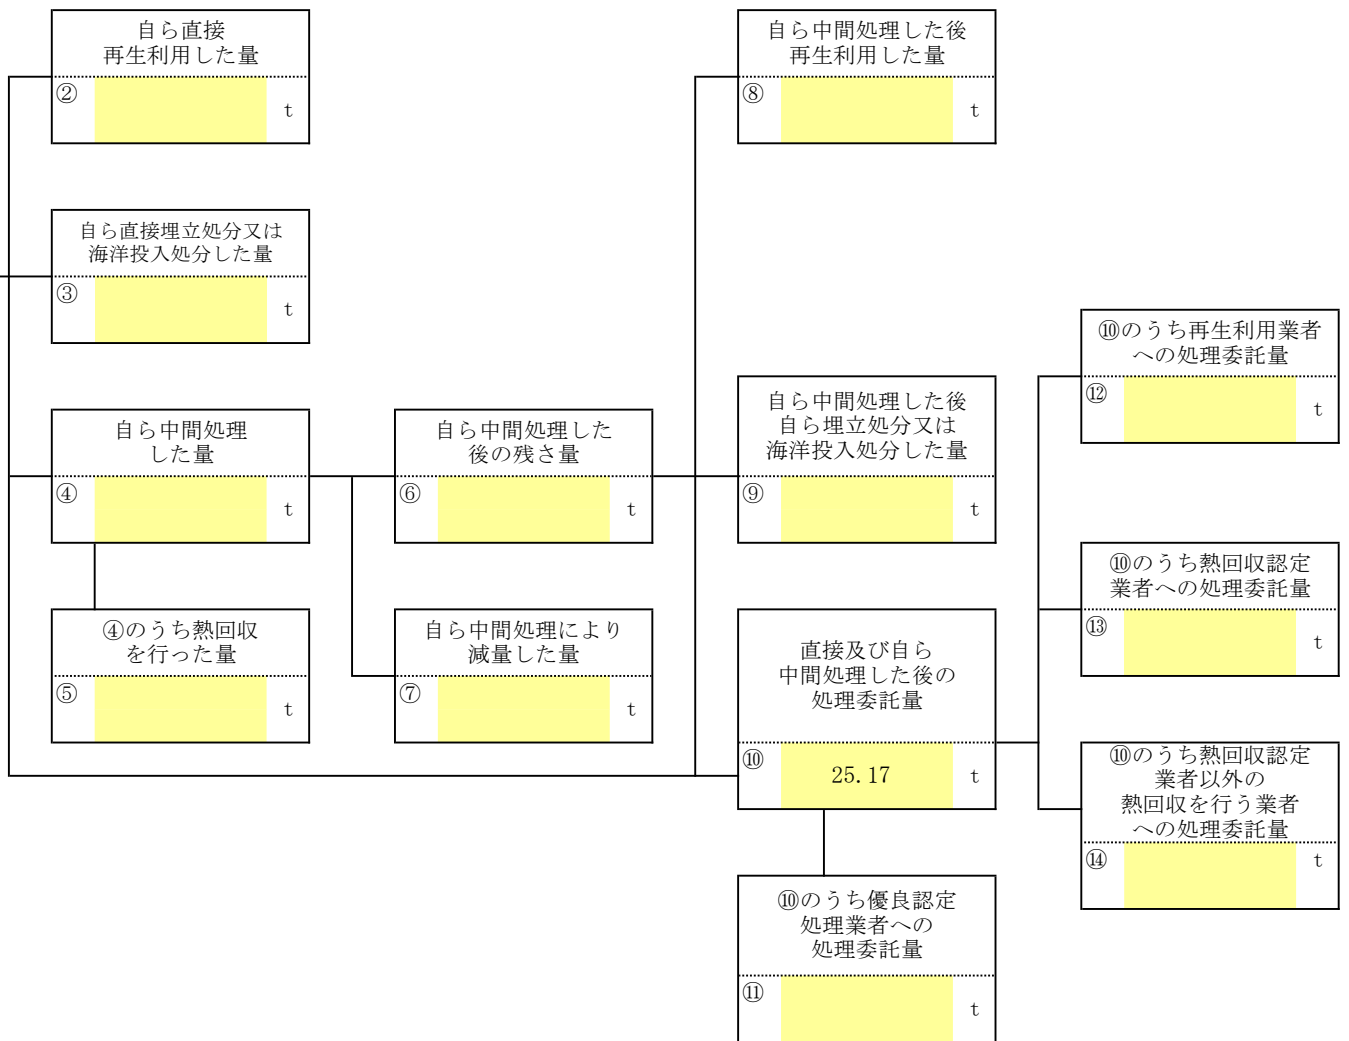 自ら直接
再生利用した量
②
t
自ら中間処理した後
再生利用した量
⑧
t
自ら直接埋立処分又は
海洋投入処分した量
③
t
⑩のうち再生利用業者
への処理委託量
⑫
t
自ら中間処理
した量
④
t
自ら中間処理した
後の残さ量
⑥
t
自ら中間処理した後
自ら埋立処分又は
海洋投入処分した量
⑨
t
⑩のうち熱回収認定
業者への処理委託量
⑬
t
④のうち熱回収
を行った量
⑤
t
自ら中間処理により
減量した量
⑦
t
直接及び自ら
中間処理した後の
処理委託量
⑩
25.17
t
⑩のうち熱回収認定
業者以外の
熱回収を行う業者
への処理委託量
⑭
t
⑩のうち優良認定
処理業者への
処理委託量
⑪
t